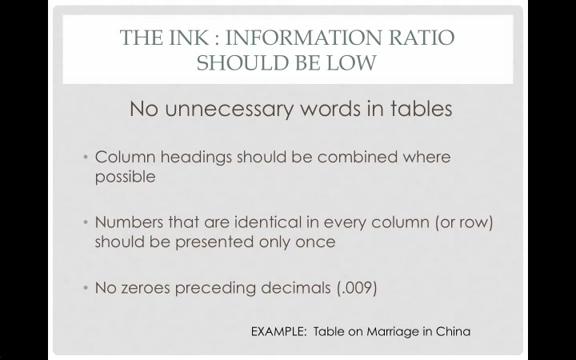 THE INK : INFORMATION RATIO
SHOULD BE LOW
No unnecessary words in tables
• Column headings should be combined where
possible
• Numbers that are identical in every column (or row)
should be presented only once
• No zeroes preceding decimals (.009)
EXAMPLE: Table on Marriage in China